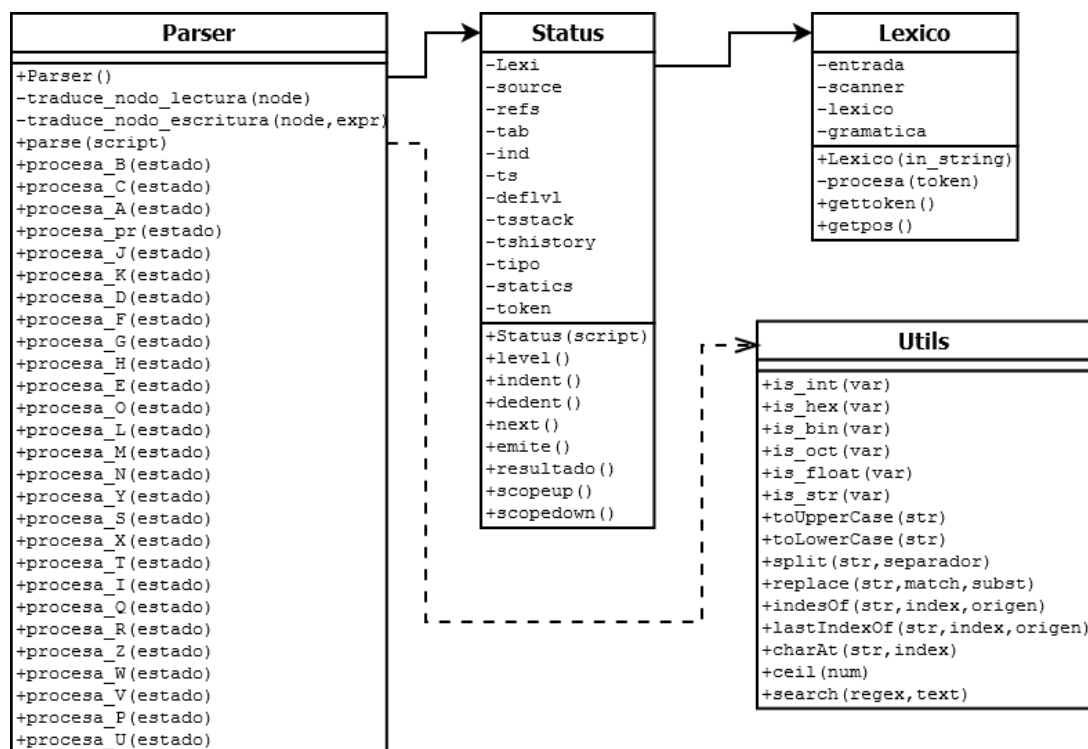 Parser
+Parser()
-traduce_nodo_lectura(node)
-traduce_nodo_escritura(node,expr)
+parse(script)
+procesa_B(estado)
+procesa_C(estado)
+procesa_A(estado)
+procesa_pr(estado)
+procesa_J(estado)
+procesa_K(estado)
+procesa_D(estado)
+procesa_F(estado)
+procesa_G(estado)
+procesa_H(estado)
+procesa_E(estado)
+procesa_O(estado)
+procesa_L(estado)
+procesa_M(estado)
+procesa_N(estado)
+procesa_Y(estado)
+procesa_S(estado)
+procesa_X(estado)
+procesa_T(estado)
+procesa_I(estado)
+procesa_Q(estado)
+procesa_R(estado)
+procesa_Z(estado)
+procesa_W(estado)
+procesa_V(estado)
+procesa_P(estado)
+procesa_U(estado)
Status
-Lexi
-source
-refs
-tab
-ind
-ts
-deflvl
-tsstack
-tshistory
-tipo
-statics
-token
+Status(script)
+level()
+indent()
+dedent()
+next()
+emite()
+resultado()
+scopeup()
+scopedown()
Lexico
-entrada
-scanner
-lexico
-gramatica
+Lexico(in_string)
-procesa(token)
+gettoken()
+getpos()
Utils
+is_int(var)
+is_hex(var)
+is_bin(var)
+is_oct(var)
+is_float(var)
+is_str(var)
+toUpperCase(str)
+toLowerCase(str)
+split(str,separador)
+replace(str,match,subst)
+indesOf(str,index,origen)
+lastIndexOf(str,index,origen)
+charAt(str,index)
+ceil(num)
+search(regex,text)